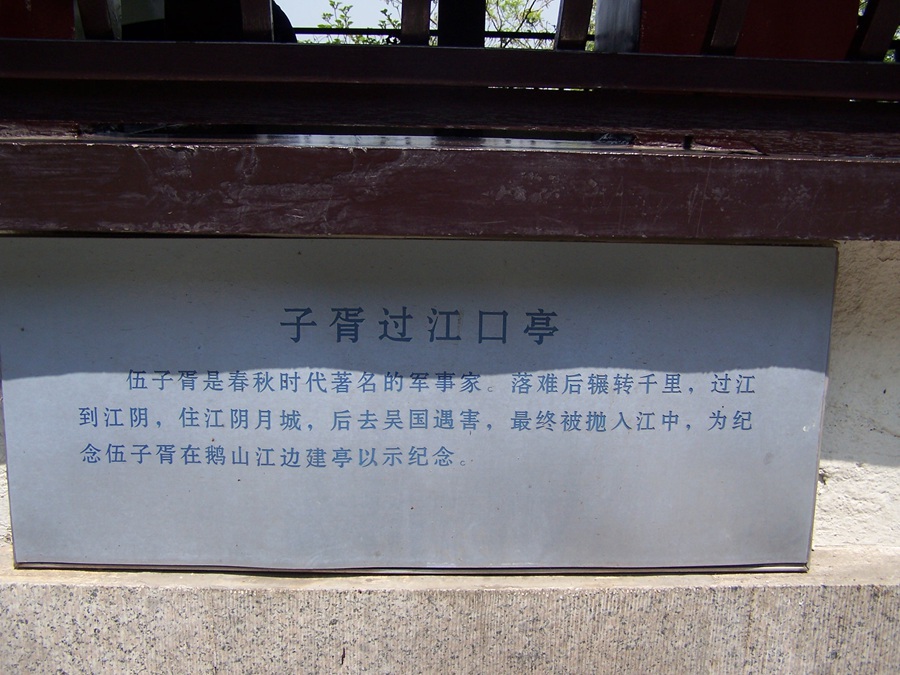 子胥过江口亭
伍子胥是春秋时代著名的军事家。落难后辗转千里，过江
到江阴，住江阴月城，后去吴国遇害，最终被抛入江中，为纪
念伍子胥在鹅山江边建亭以示纪念。